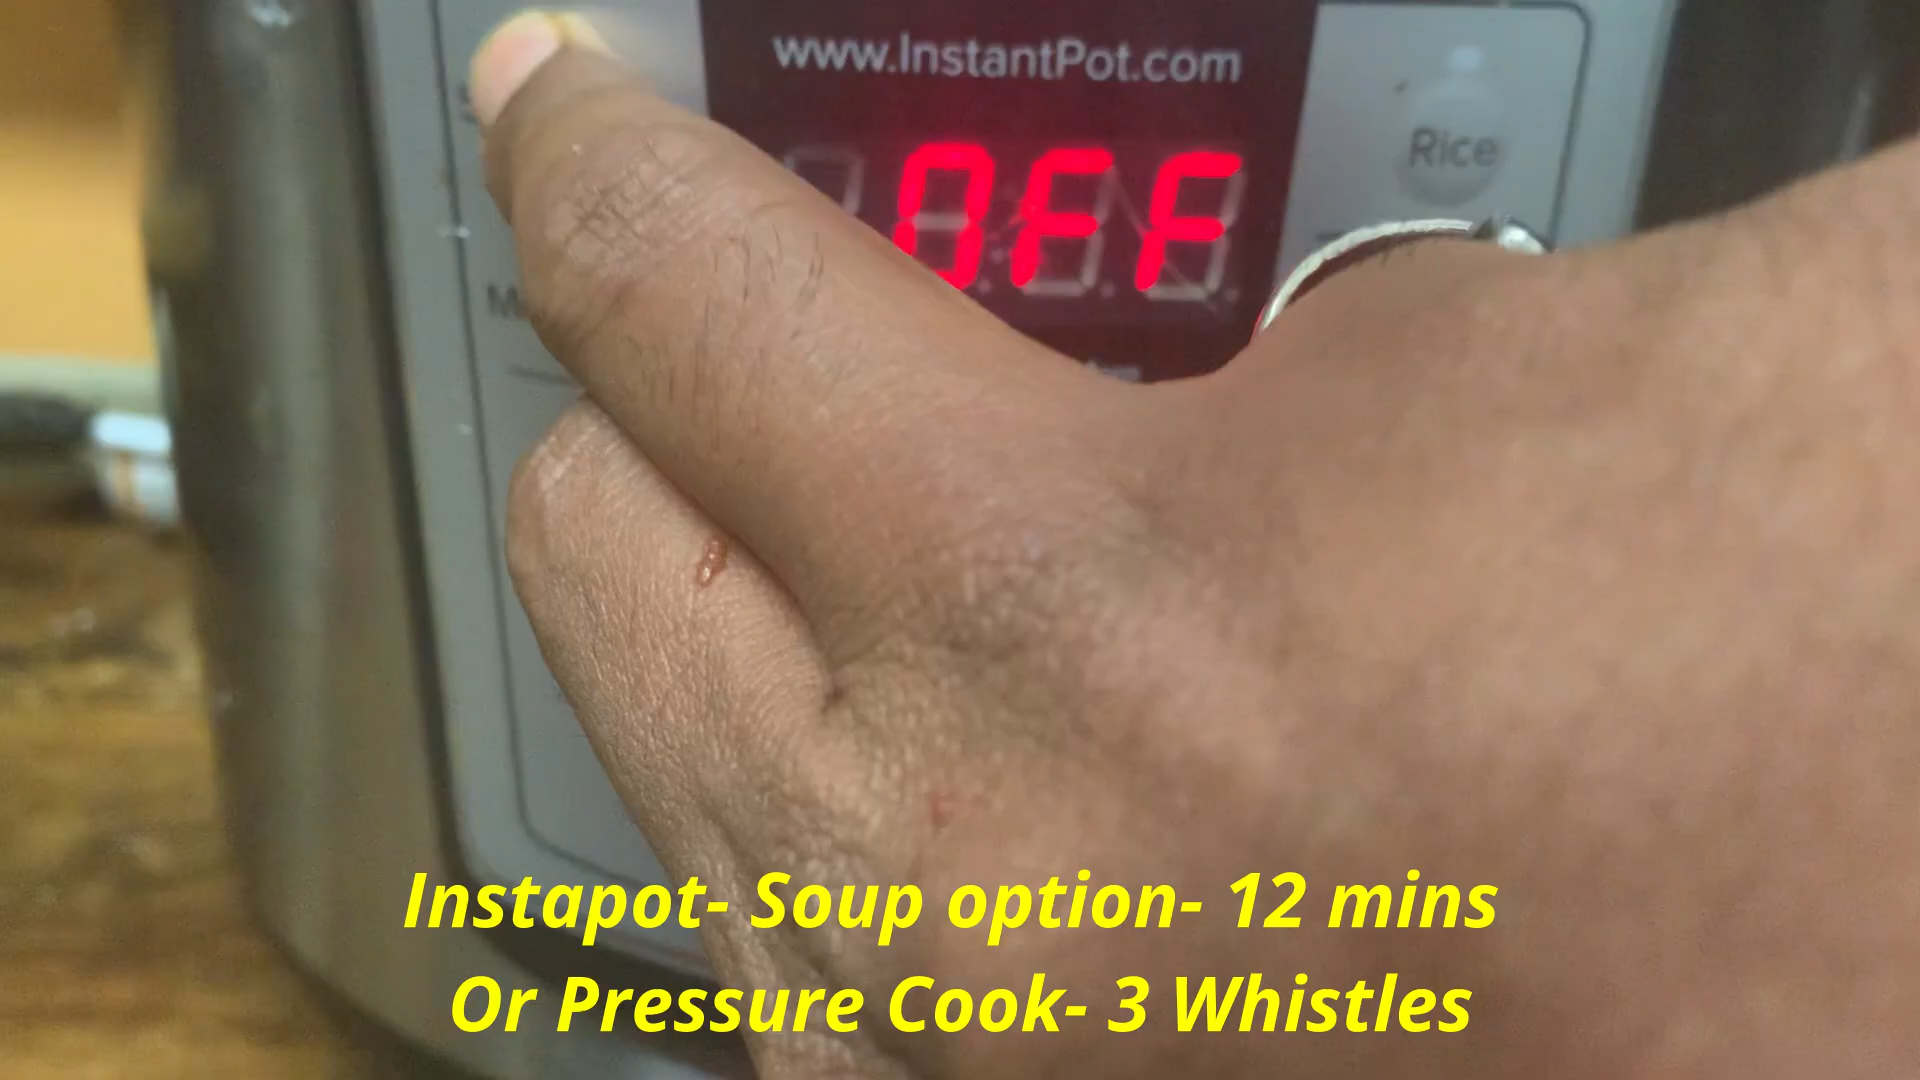 www.InstantPot.com
OFF
Rice
Instapot- Soup option- 12 mins
Or Pressure Cook- 3 Whistles